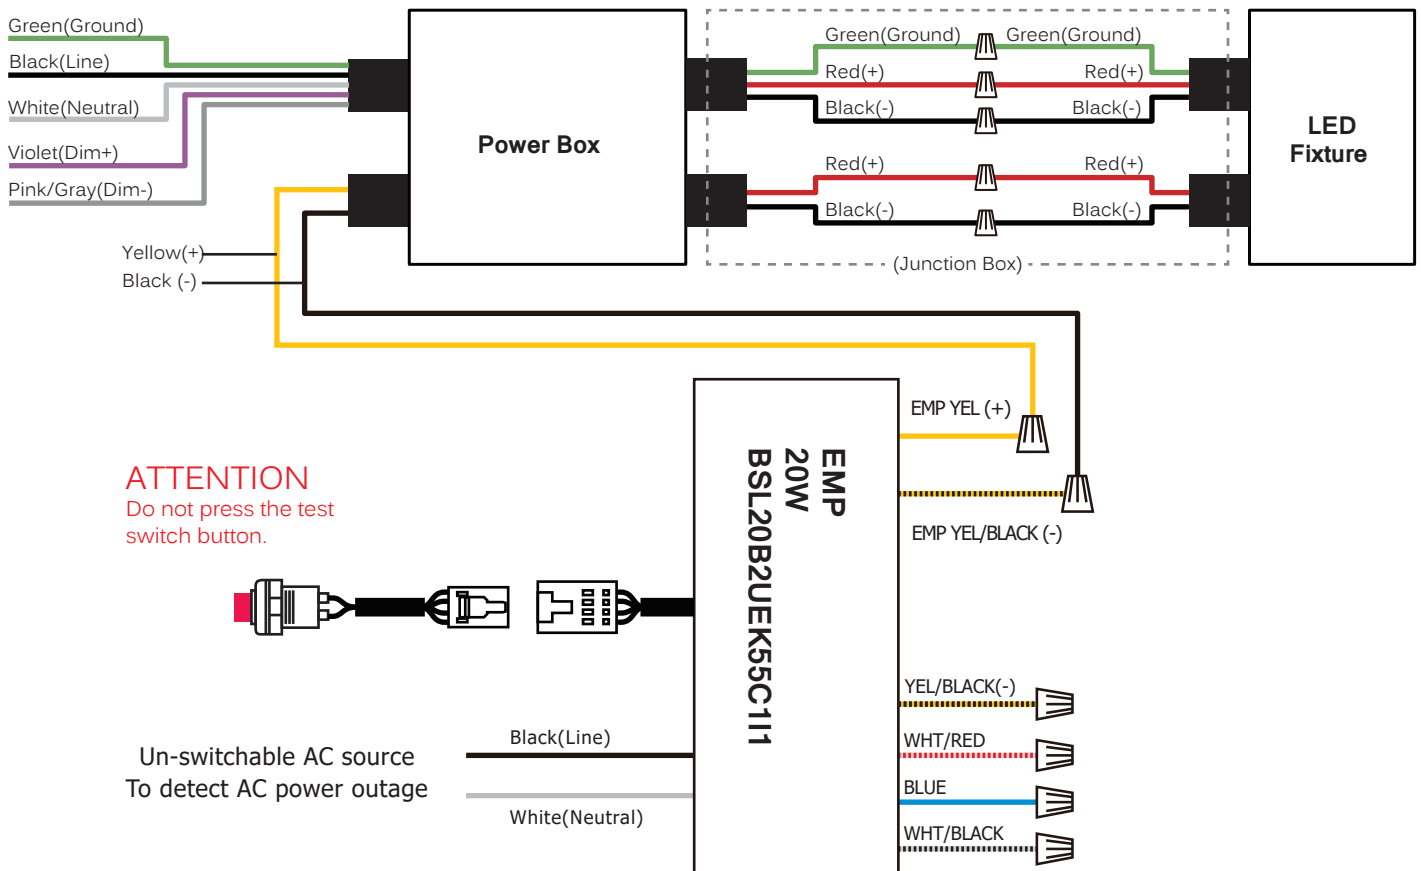 Green(Ground)
Black(Line)
White(Neutral)
Violet(Dim+)
Pink/Gray(Dim-)
Yellow(+)
Black (-)
Power Box
Green(Ground) Green(Ground)
Red(+) Red(+)
Black(-) Black(-)
Red(+) Red(+)
Black(-) Black(-)
(Junction Box)
LED
Fixture
EMP YEL (+)
EMP YEL/BLACK (-)
EMP
20W
BSL20B2UEK55C1I1
ATTENTION
Do not press the test
switch button.
Un-switchable AC source
To detect AC power outage
Black(Line)
White(Neutral)
YEL/BLACK(-)
WHT/RED
BLUE
WHT/BLACK